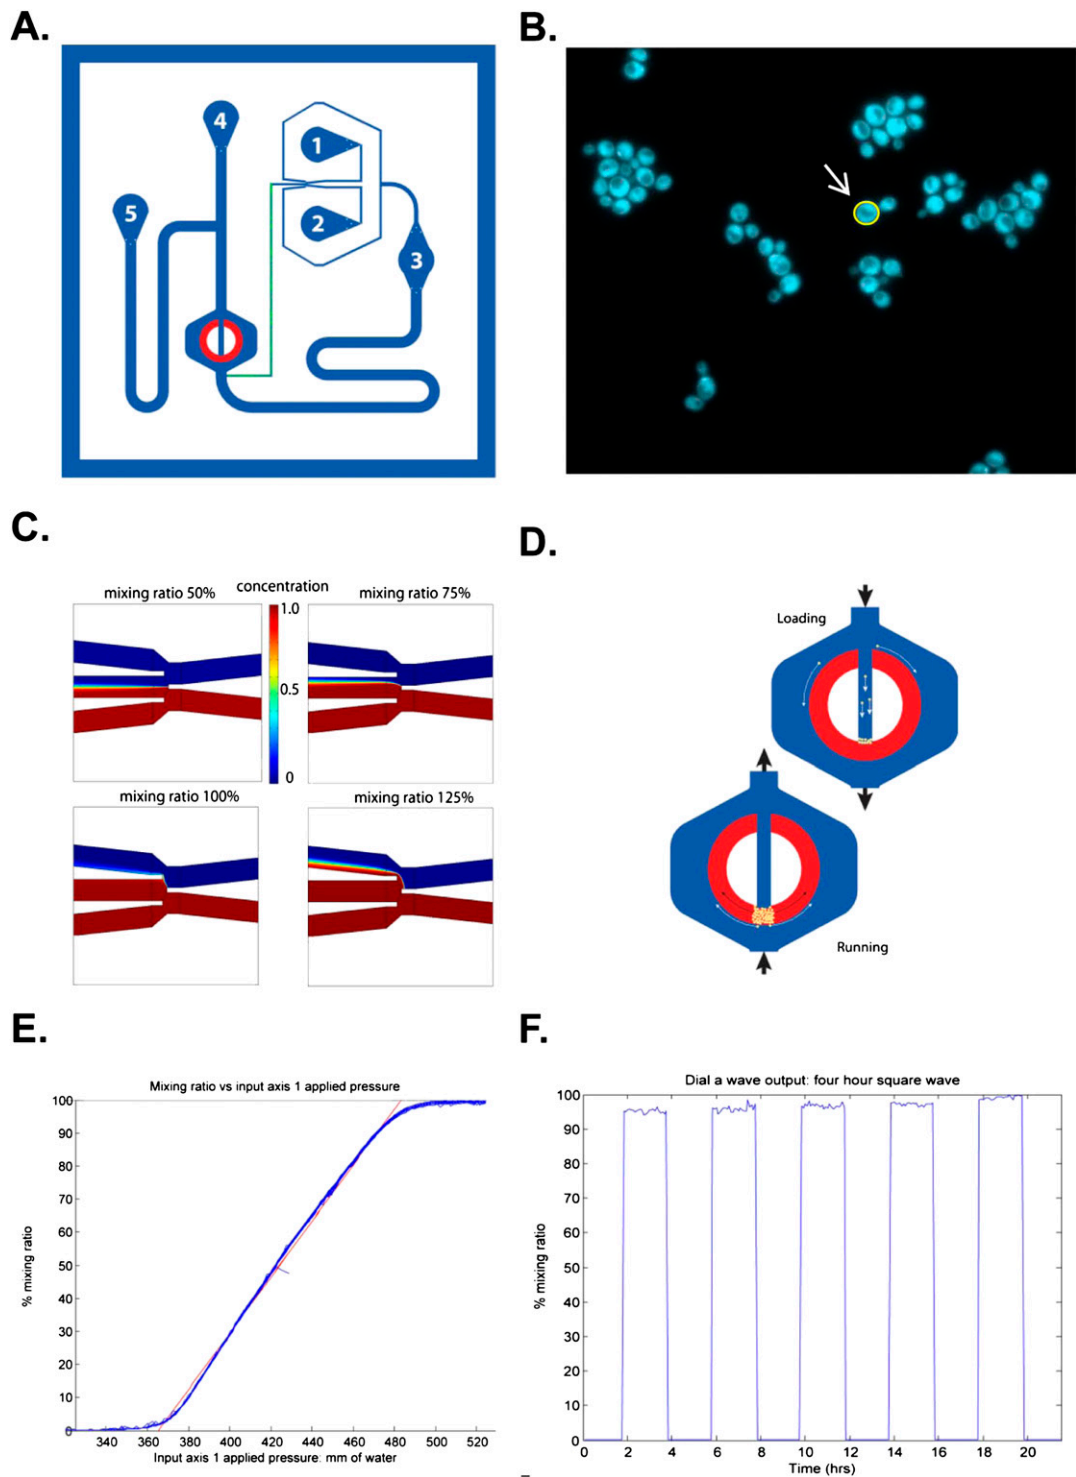 A.
B.
4
1
5
2
3
C.
D.
mixing ratio 50%
concentration
mixing ratio 75%
1.0
0.5
0
mixing ratio 100%
mixing ratio 125%
Loading
Running
E.
F.
Mixing ratio vs input axis 1 applied pressure
100
90
80
70
60
50
40
30
20
10
0
% mixing ratio
340 360 380 400 420 440 460 480 500 520
Input axis 1 applied pressure: mm of water
Dial a wave output: four hour square wave
100
90
80
70
60
50
40
30
20
10
0
% mixing ratio
0 2 4 6 8 10 12 14 16 18 20
Time (hrs)